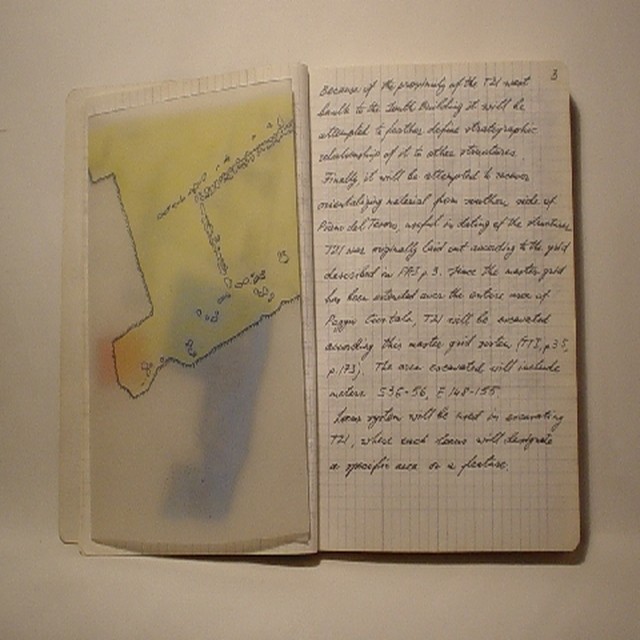 3
Because of the proximity of the T21 west
baulk to the South Building it will be
attempted to further define stratographic
relationship of it to other structures.
Finally, it will be attempted to recover
orientalizing material from southern side of
Piano del Tesoro, useful in dating of the structures
T21 was originally laid out according to the grid
described in p. 3. Since the master grid
has been extended over the entire area of
Poggio Civitate, T21 will be excavated
according this master grid system p 35,
p. 173). The area excavated will include
meters S36-56, E 148-155
Locus system will be used in excavating
T21, where each locus will designate
a specific area or a feature.